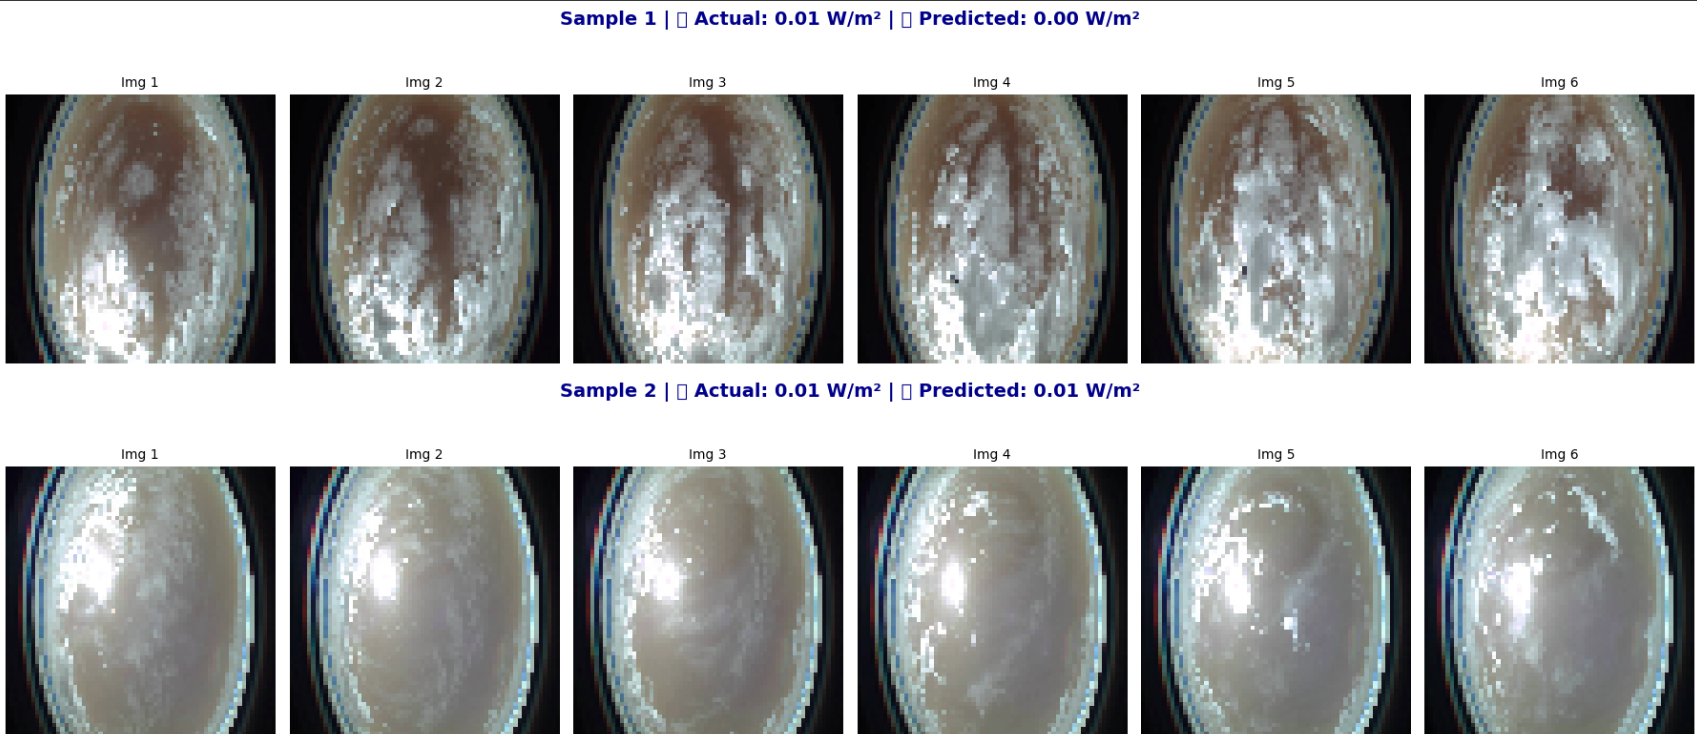 Sample 1 | ▯ Actual: 0.01 W/m² | ▯ Predicted: 0.00 W/m²
Img 1 Img 2 Img 3 Img 4 Img 5 Img 6
Sample 2 | ▯ Actual: 0.01 W/m² | ▯ Predicted: 0.01 W/m²
Img 1 Img 2 Img 3 Img 4 Img 5 Img 6